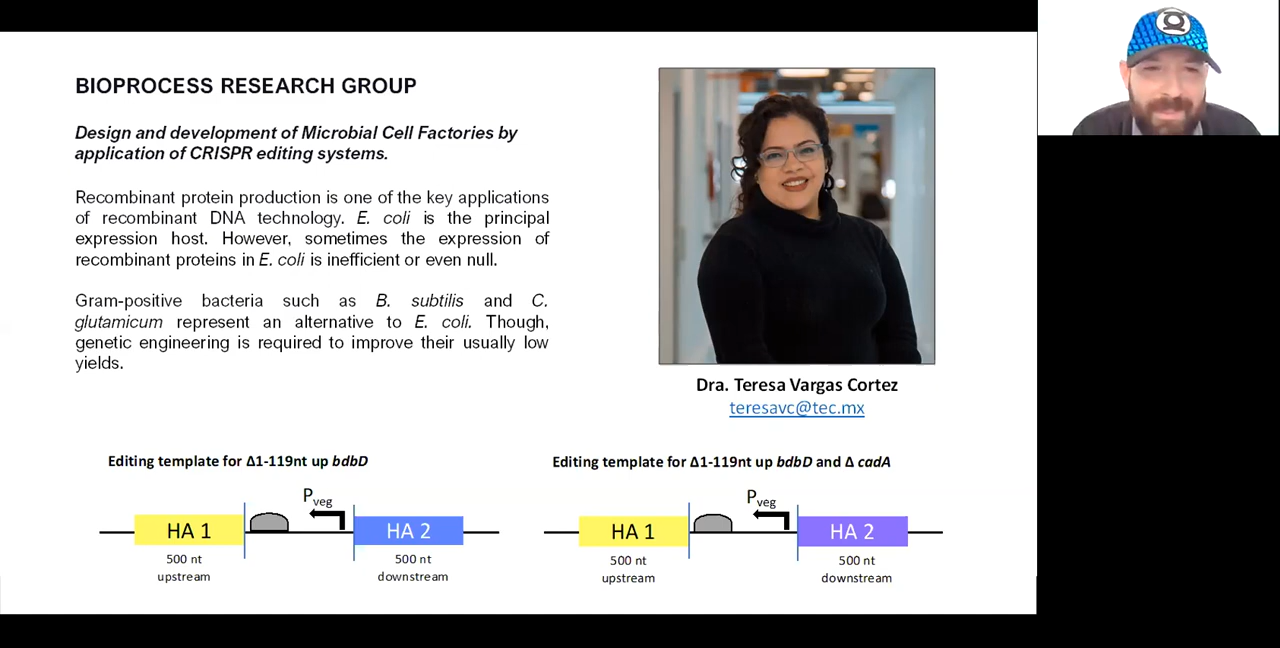 BIOPROCESS RESEARCH GROUP
Design and development of Microbial Cell Factories by
application of CRISPR editing systems.
Recombinant protein production is one of the key applications
of recombinant DNA technology. E. coli is the principal
expression host. However, sometimes the expression of
recombinant proteins in E. coli is inefficient or even null.
Gram-positive bacteria such as B. subtilis and C.
glutamicum represent an alternative to E. coli. Though,
genetic engineering is required to improve their usually low
yields.
Dra. Teresa Vargas Cortez
teresavc@tec.mx
Editing template for Δ1-119nt up bdbD
HA 1
Pveg
HA 2
500 nt
upstream
500 nt
downstream
Editing template for Δ1-119nt up bdbD and Δ cadA
HA 1
Pveg
HA 2
500 nt
upstream
500 nt
downstream